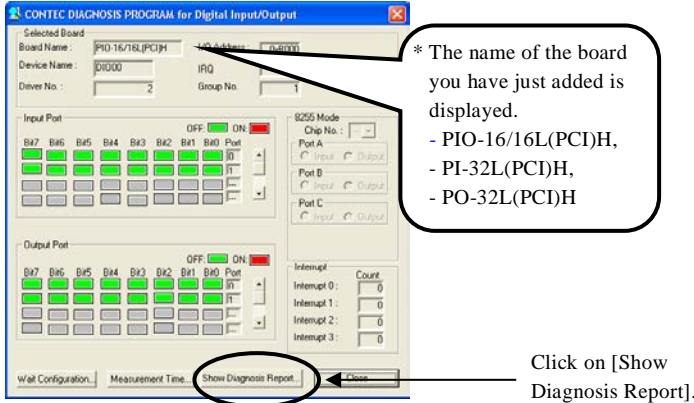 CONTEC DIAGNOSIS PROGRAM for Digital Input/Output
Selected Board
Board Name : PIO-16/16L(PCI)H I/O Address :
Device Name : DIO00 IRQ
Driver No. : 2 Group No. 1
Input Port
OFF: ON:
Bit7 Bit6 Bit5 Bit4 Bit3 Bit2 Bit1 Bit0 Port
0
1
---
---
8255 Mode
Chip No. : ---
Port A
Input Output
Port B
Input Output
Port C
Input Output
Output Port
OFF: ON:
Bit7 Bit6 Bit5 Bit4 Bit3 Bit2 Bit1 Bit0 Port
0
1
---
---
Interrupt
Count
Interrupt 0 : 0
Interrupt 1 : 0
Interrupt 2 : 0
Interrupt 3 : 0
Wait Configuration... Measurement Time... Show Diagnosis Report... Close
* The name of the board
you have just added is
displayed.
- PIO-16/16L(PCI)H,
- PI-32L(PCI)H,
- PO-32L(PCI)H
Click on [Show
Diagnosis Report].